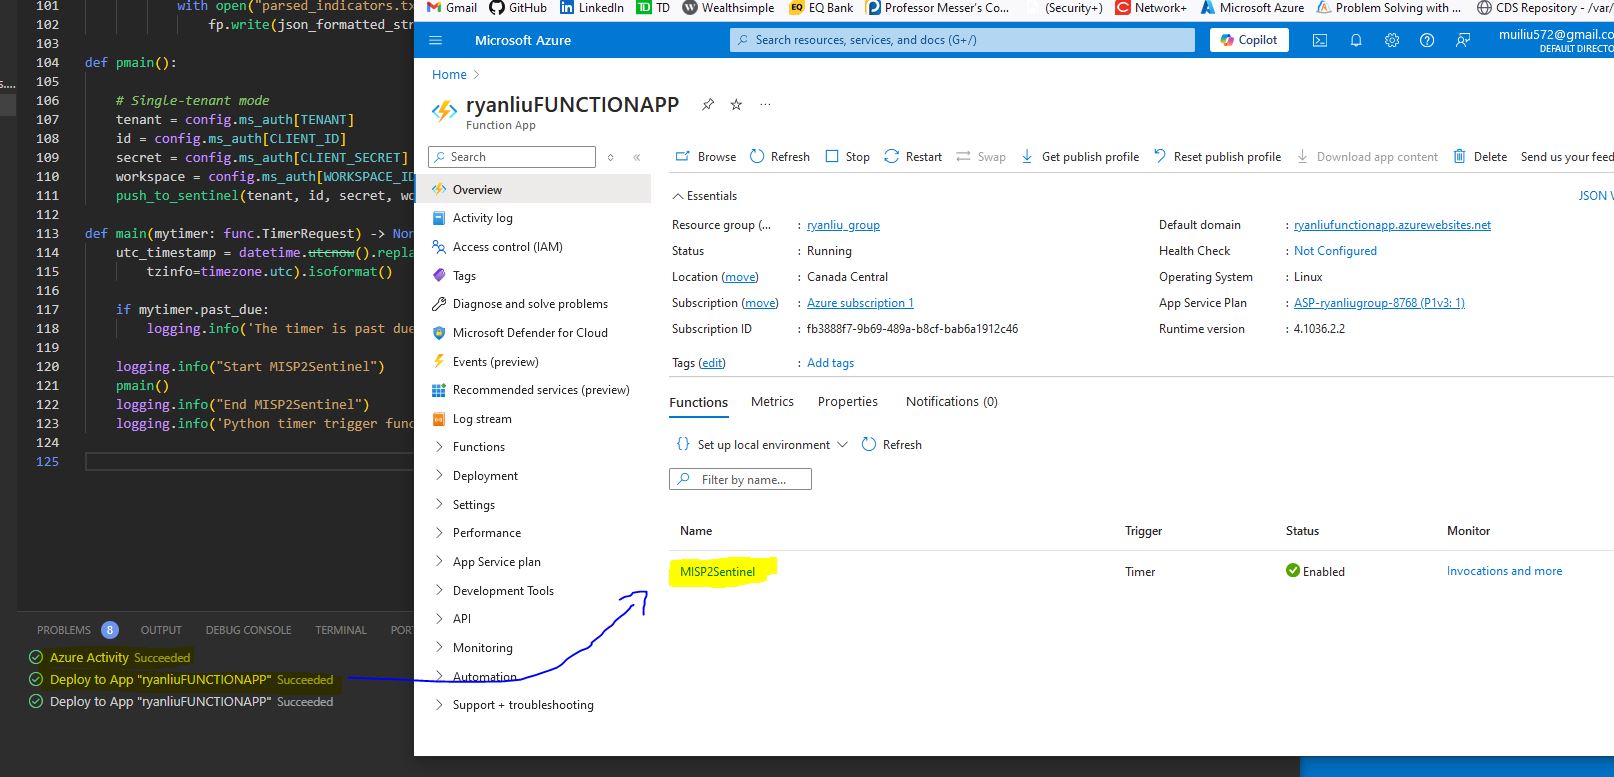 101 with open("parsed_indicators.tx
102 fp.write(json_formatted_str
103
104 def pmain():
105
106 # Single-tenant mode
107 tenant = config.ms_auth[TENANT]
108 id = config.ms_auth[CLIENT_ID]
109 secret = config.ms_auth[CLIENT_SECRET]
110 workspace = config.ms_auth[WORKSPACE_ID
111 push_to_sentinel(tenant, id, secret, wo
112
113 def main(mytimer: func.TimerRequest) -> Non
114 utc_timestamp = datetime.utcnow().repla
115 tzinfo=timezone.utc).isoformat()
116
117 if mytimer.past_due:
118 logging.info('The timer is past due
119
120 logging.info("Start MISP2Sentinel")
121 pmain()
122 logging.info("End MISP2Sentinel")
123 logging.info('Python timer trigger func
124
125
s....
PROBLEMS 8 OUTPUT DEBUG CONSOLE TERMINAL POR
Azure Activity Succeeded
Deploy to App "ryanliuFUNCTIONAPP" Succeeded
Deploy to App "ryanliuFUNCTIONAPP" Succeeded
Gmail GitHub LinkedIn TD Wealthsimple EQ Bank Professor Messer's Co... (Security+) Network+ Microsoft Azure Problem Solving with ... CDS Repository - /var/
Microsoft Azure
Search resources, services, and docs (G+/)
Copilot
muiliu572@gmail.co
DEFAULT DIRECTO
Home
ryanliuFUNCTIONAPP
Function App
Search
Overview
Activity log
Access control (IAM)
Tags
Diagnose and solve problems
Microsoft Defender for Cloud
Events (preview)
Recommended services (preview)
Log stream
Functions
Deployment
Settings
Performance
App Service plan
Development Tools
API
Monitoring
Automation
Support + troubleshooting
Browse Refresh Stop Restart Swap Get publish profile Reset publish profile Download app content Delete Send us your feed
Essentials
JSON V
Resource group (... : ryanliu_group
Status : Running
Location (move) : Canada Central
Subscription (move) : Azure subscription 1
Subscription ID : fb3888f7-9b69-489a-b8cf-bab6a1912c46
Default domain : ryanliufunctionapp.azurewebsites.net
Health Check : Not Configured
Operating System : Linux
App Service Plan : ASP-ryanliugroup-8768 (P1v3: 1)
Runtime version : 4.1036.2.2
Tags (edit) : Add tags
Functions Metrics Properties Notifications (0)
Set up local environment Refresh
Filter by name...
Name Trigger Status Monitor
MISP2Sentinel Timer Enabled Invocations and more